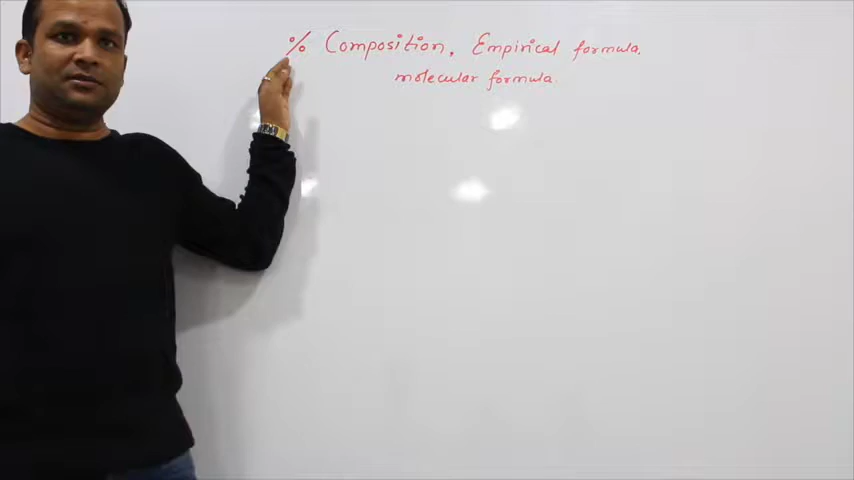 % Composition, Empirical formula.
molecular formula.